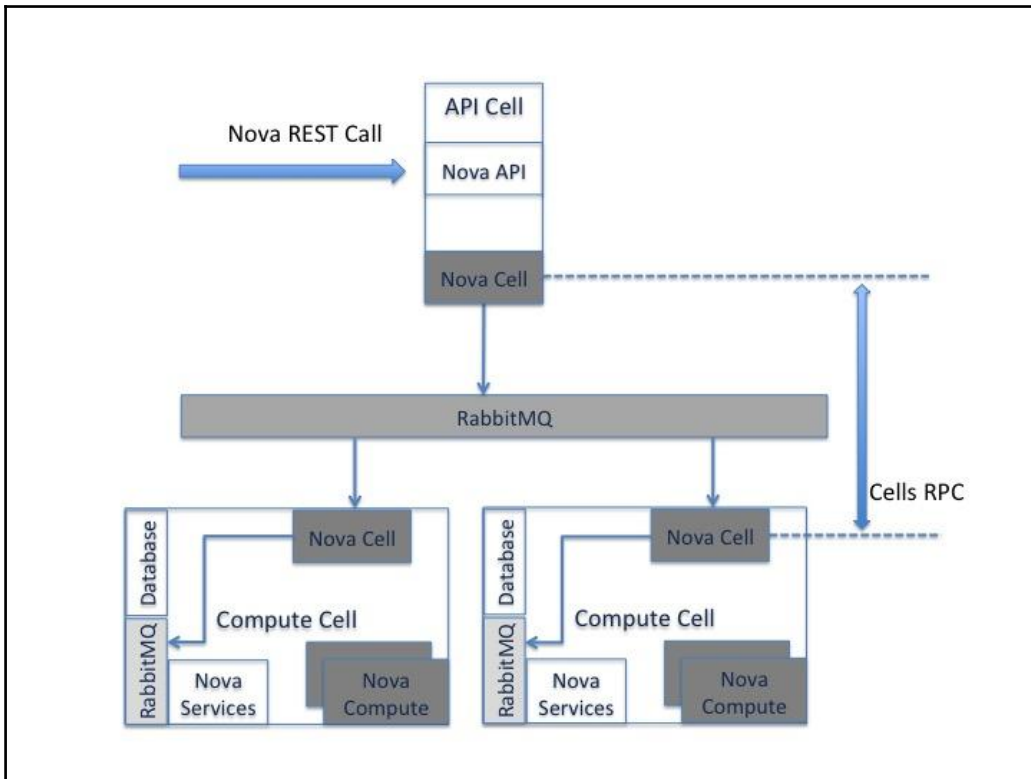 API Cell
Nova REST Call
Nova API
Nova Cell
RabbitMQ
Cells RPC
Database
Nova Cell
Compute Cell
RabbitMQ
Nova
Services
Nova
Compute
Database
Nova Cell
Compute Cell
RabbitMQ
Nova
Services
Nova
Compute